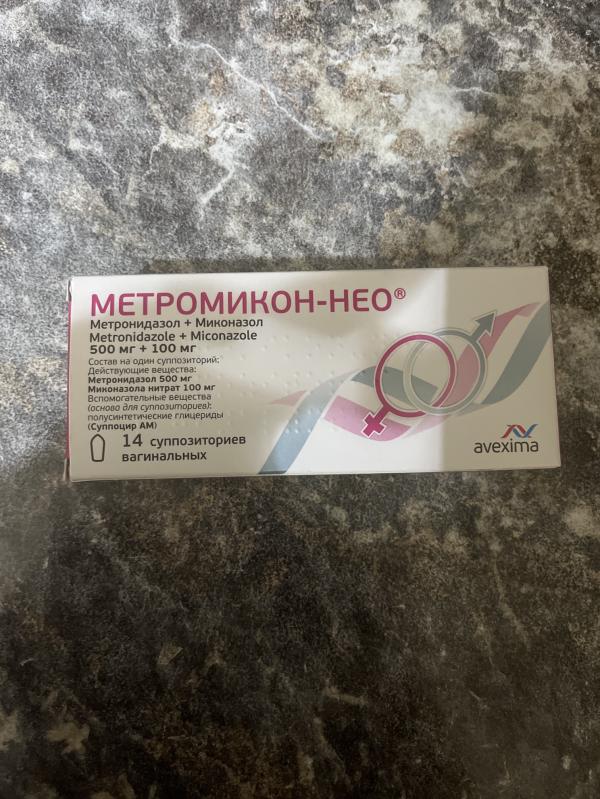 МЕТРОМИКОН-НЕО®
Метронидазол + Миконазол
Metronidazole + Miconazole
500 мг + 100 мг
Состав на один суппозиторий:
Действующие вещества:
Метронидазол 500 мг
Миконазола нитрат 100 мг
Вспомогательные вещества
(основа для суппозиториев):
полусинтетические глицериды
(Суппоцир АМ)
14 суппозиториев
вагинальных
avexima